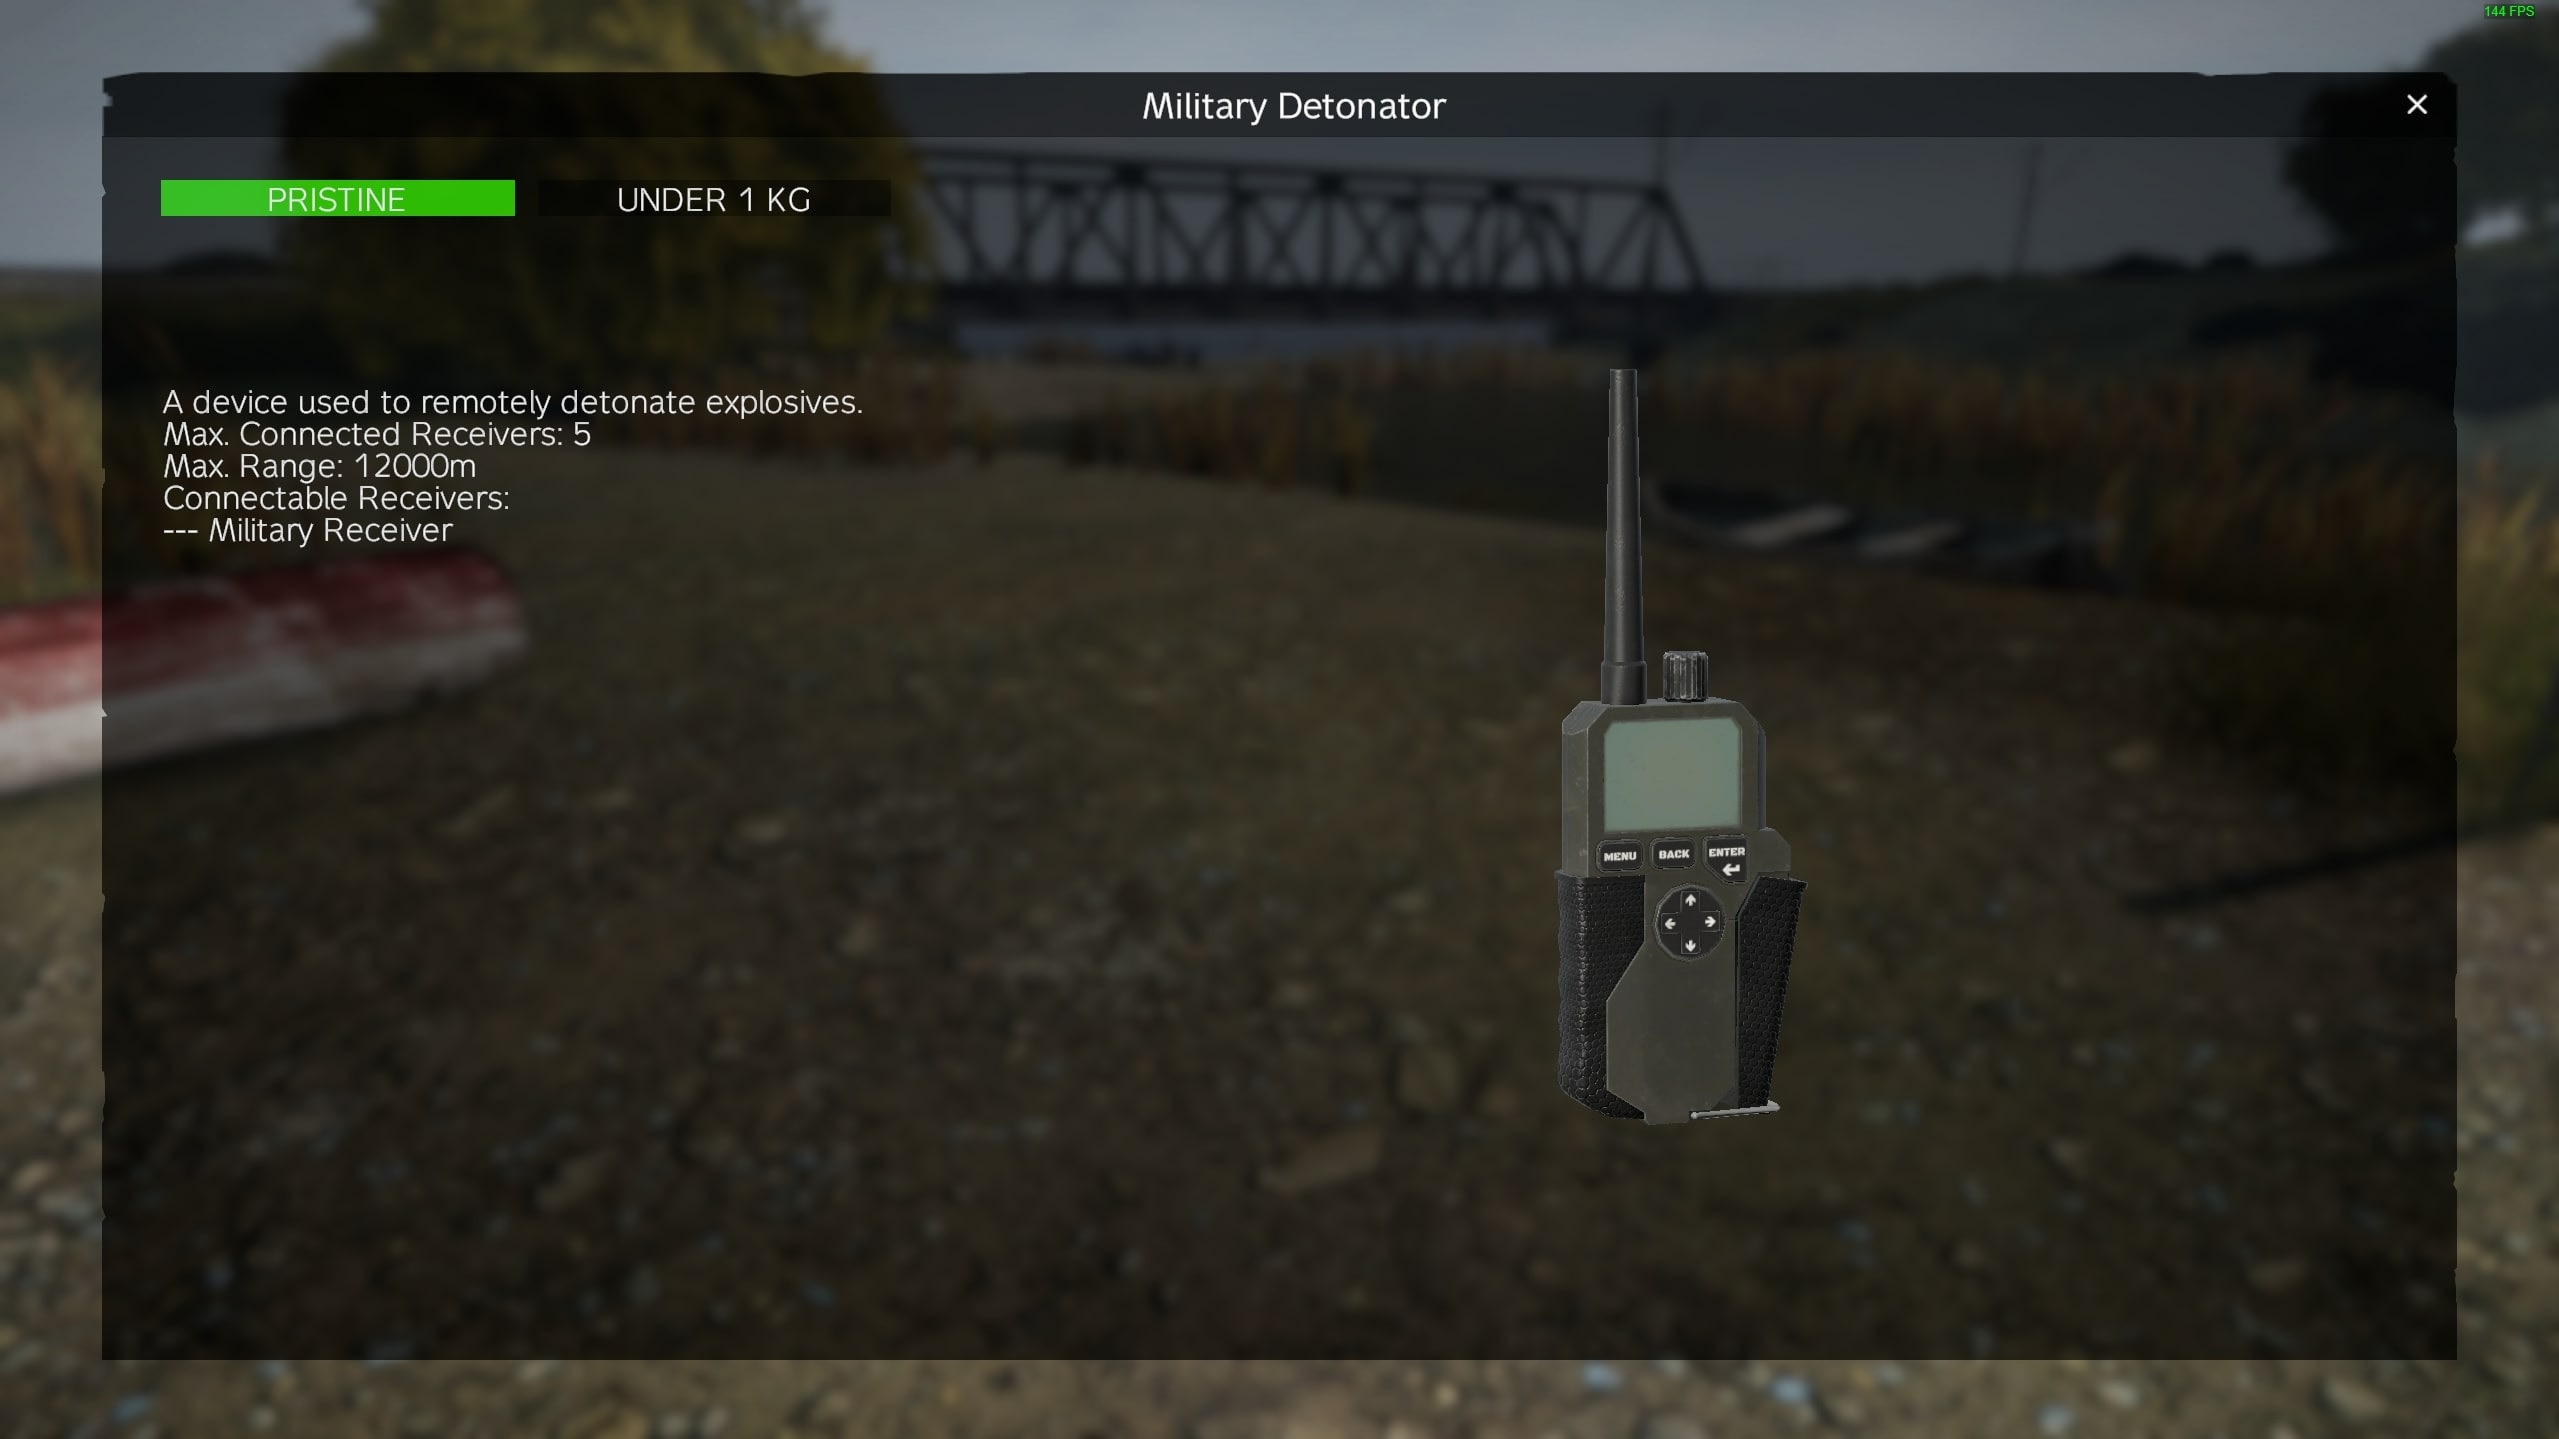 144 FPS
Military Detonator
PRISTINE
UNDER 1 KG
A device used to remotely detonate explosives.
Max. Connected Receivers: 5
Max. Range: 12000m
Connectable Receivers:
--- Military Receiver
MENU BACK ENTER